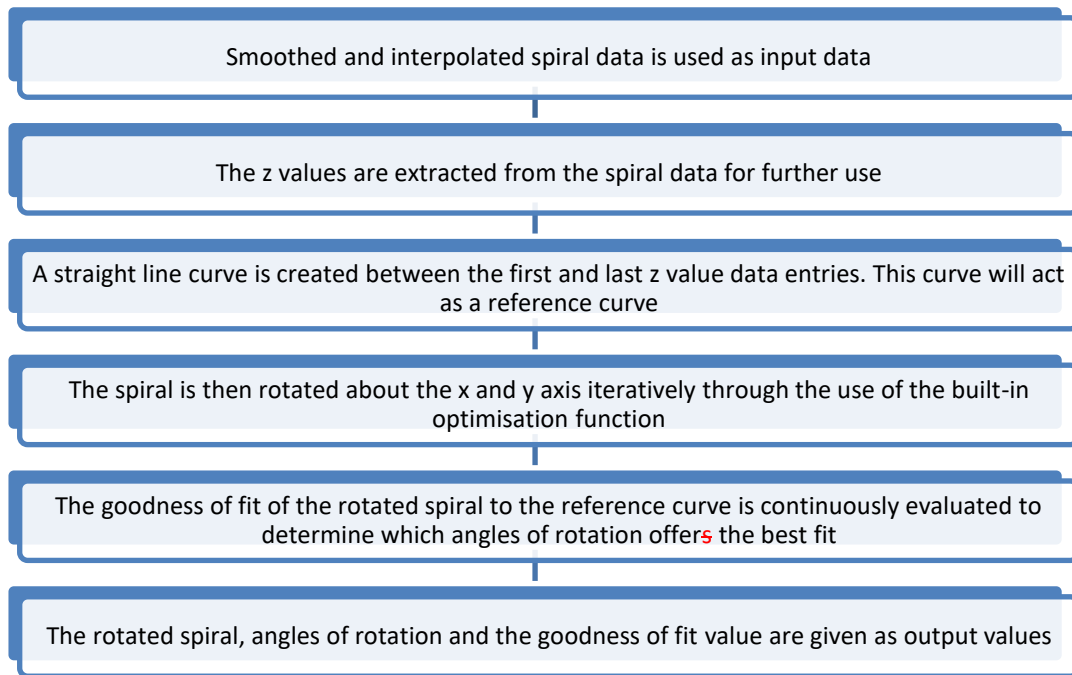 Smoothed and interpolated spiral data is used as input data
The z values are extracted from the spiral data for further use
A straight line curve is created between the first and last z value data entries. This curve will act
as a reference curve
The spiral is then rotated about the x and y axis iteratively through the use of the built-in
optimisation function
The goodness of fit of the rotated spiral to the reference curve is continuously evaluated to
determine which angles of rotation offers the best fit
The rotated spiral, angles of rotation and the goodness of fit value are given as output values